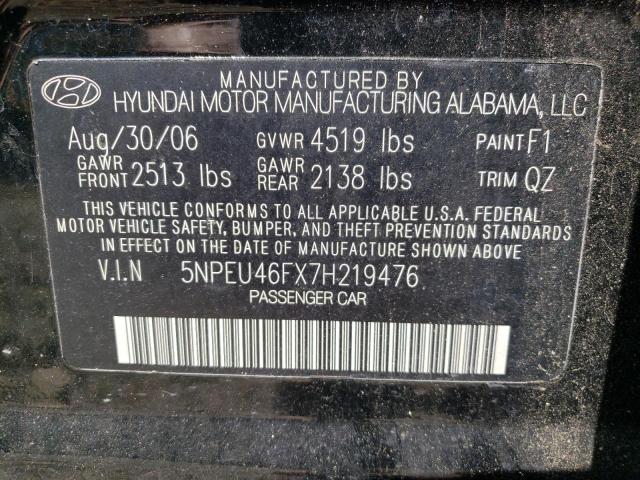 MANUFACTURED BY
HYUNDAI MOTOR MANUFACTURING ALABAMA, LLC
Aug/30/06 GVWR 4519 lbs PAINT F1
GAWR FRONT 2513 lbs GAWR REAR 2138 lbs TRIM QZ
THIS VEHICLE CONFORMS TO ALL APPLICABLE U.S.A. FEDERAL
MOTOR VEHICLE SAFETY, BUMPER, AND THEFT PREVENTION STANDARDS
IN EFFECT ON THE DATE OF MANUFACTURE SHOWN ABOVE
V.I.N 5NPEU46FX7H219476
PASSENGER CAR